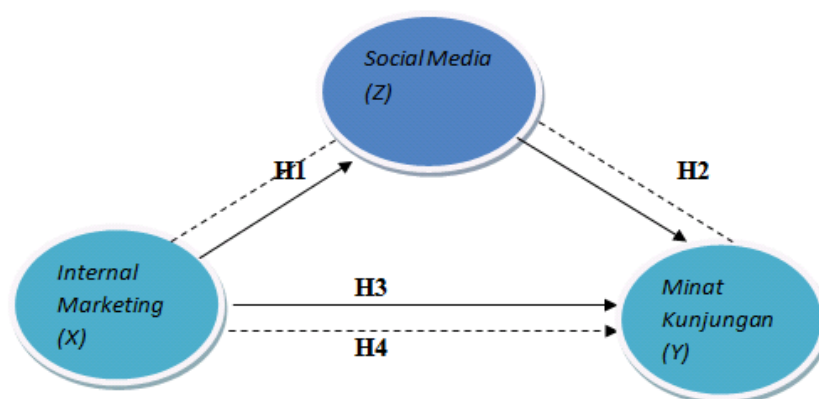 Social Media
(Z)
H1
H2
Internal
Marketing
(X)
H3
H4
Minat
Kunjungan
(Y)